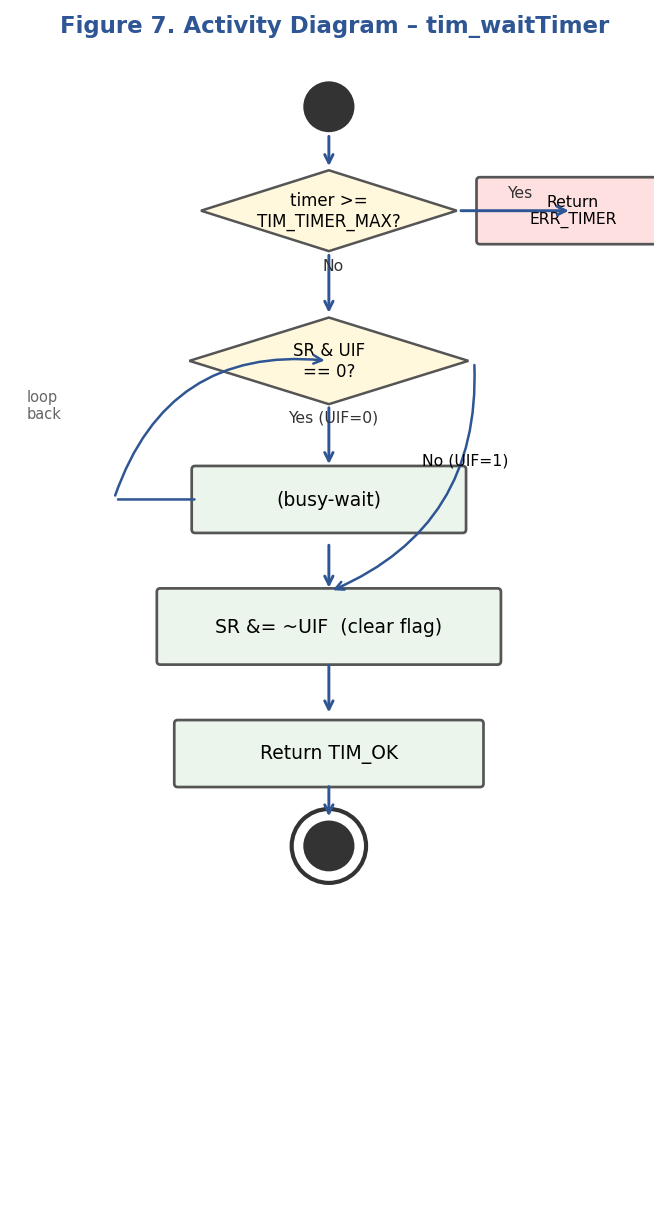 Figure 7. Activity Diagram – tim_waitTimer
timer >=
TIM_TIMER_MAX?
Yes
Return
ERR_TIMER
No
SR & UIF
== 0?
loop
back
Yes (UIF=0)
No (UIF=1)
(busy-wait)
SR &= ~UIF  (clear flag)
Return TIM_OK